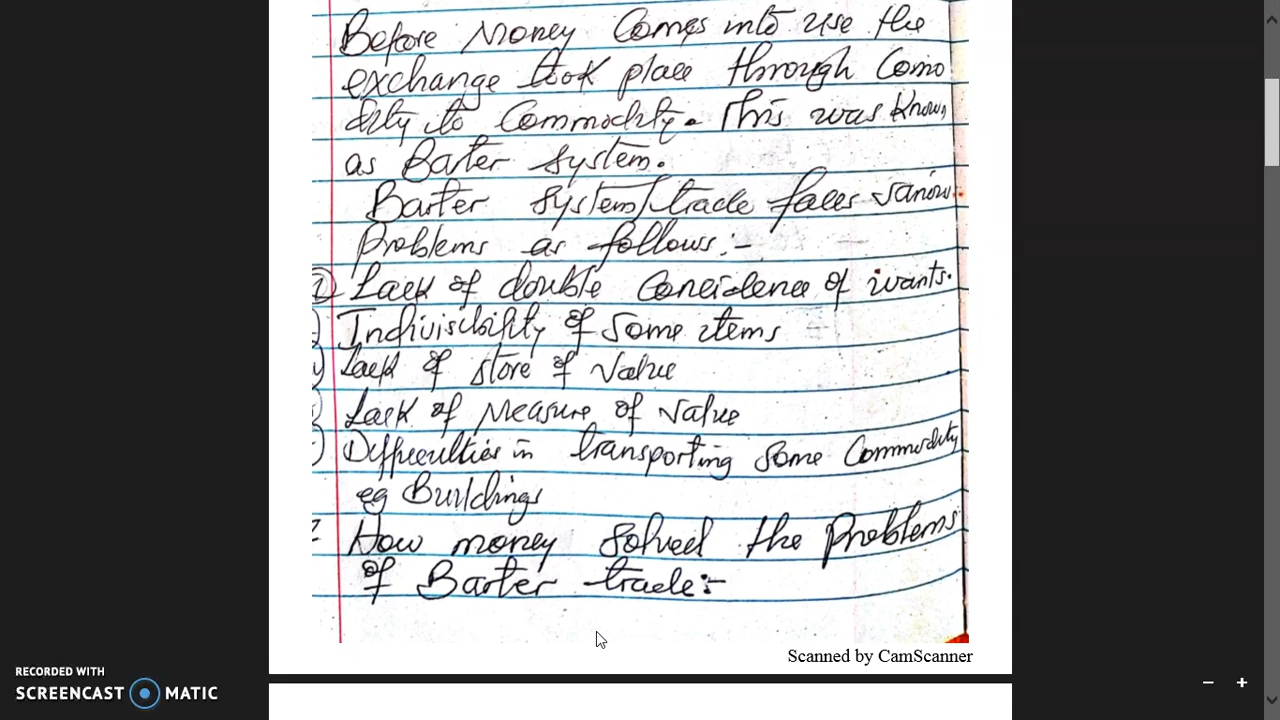 Before Money Comes into use the
exchange took place through Como
dity to Commodity. This was Known
as Barter System.
Barter System/trade faces various
Problems as follows:-
Lack of double Concidence of wants.
Indivisibility of Some items
Lack of store of Value
Lack of Measure of Value
Difficulties in transporting Some Commodity
eg Buildings
How money Solved the Problems
of Barter trade:-
Scanned by CamScanner
RECORDED WITH
SCREENCAST MATIC